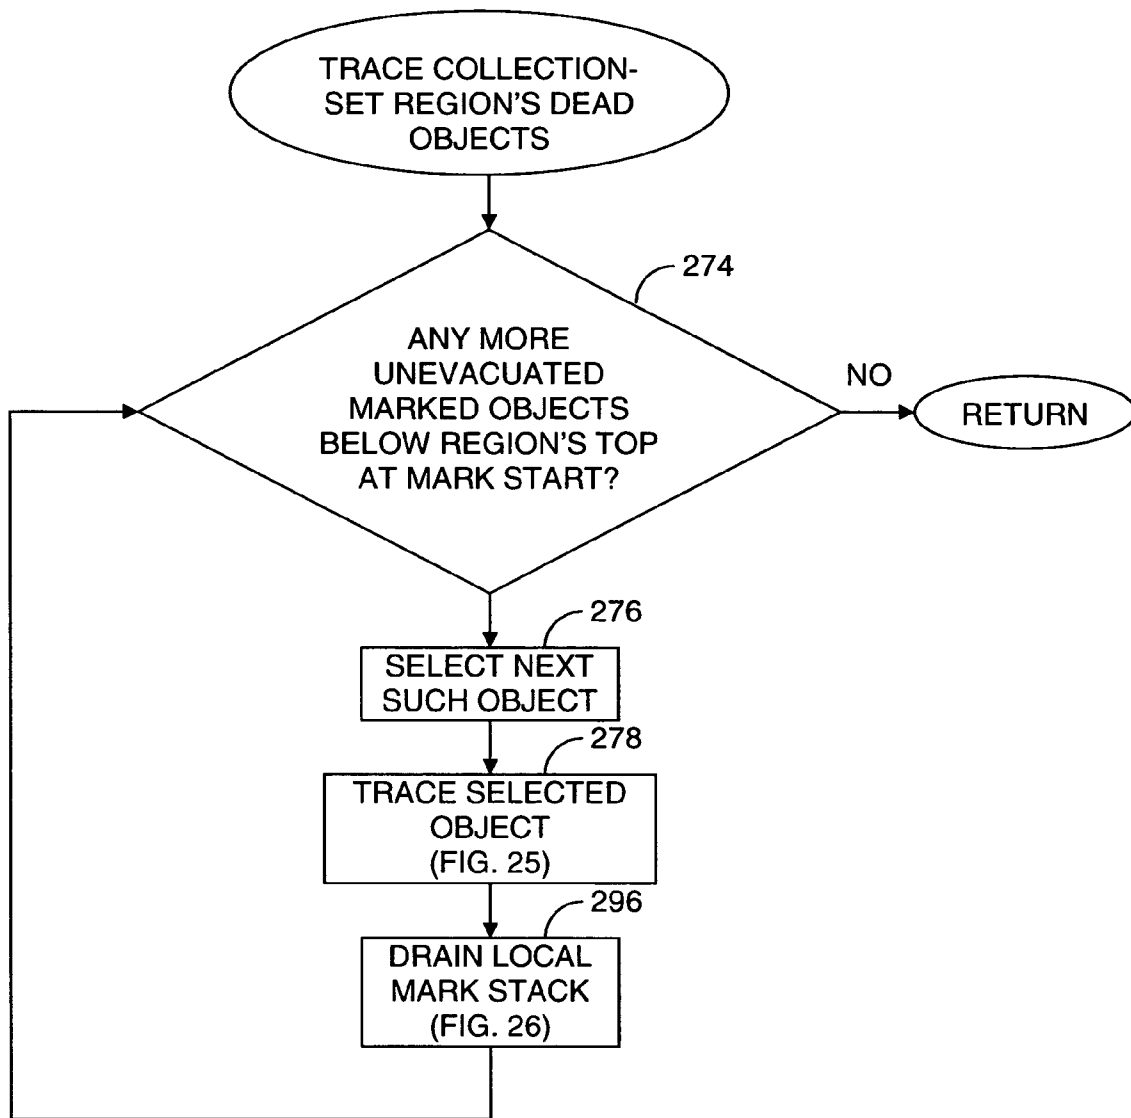 TRACE COLLECTION-
SET REGION'S DEAD
OBJECTS
274
ANY MORE
UNEVACUATED
MARKED OBJECTS
BELOW REGION'S TOP
AT MARK START?
NO
RETURN
276
SELECT NEXT
SUCH OBJECT
278
TRACE SELECTED
OBJECT
(FIG. 25)
296
DRAIN LOCAL
MARK STACK
(FIG. 26)